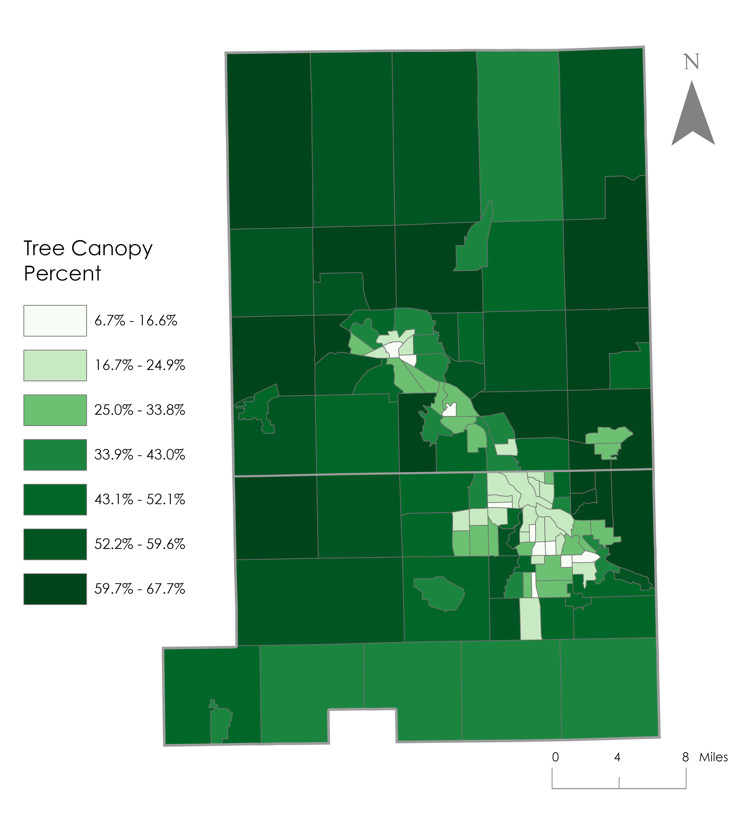 N
Tree Canopy
Percent
6.7% - 16.6%
16.7% - 24.9%
25.0% - 33.8%
33.9% - 43.0%
43.1% - 52.1%
52.2% - 59.6%
59.7% - 67.7%
0 4 8 Miles